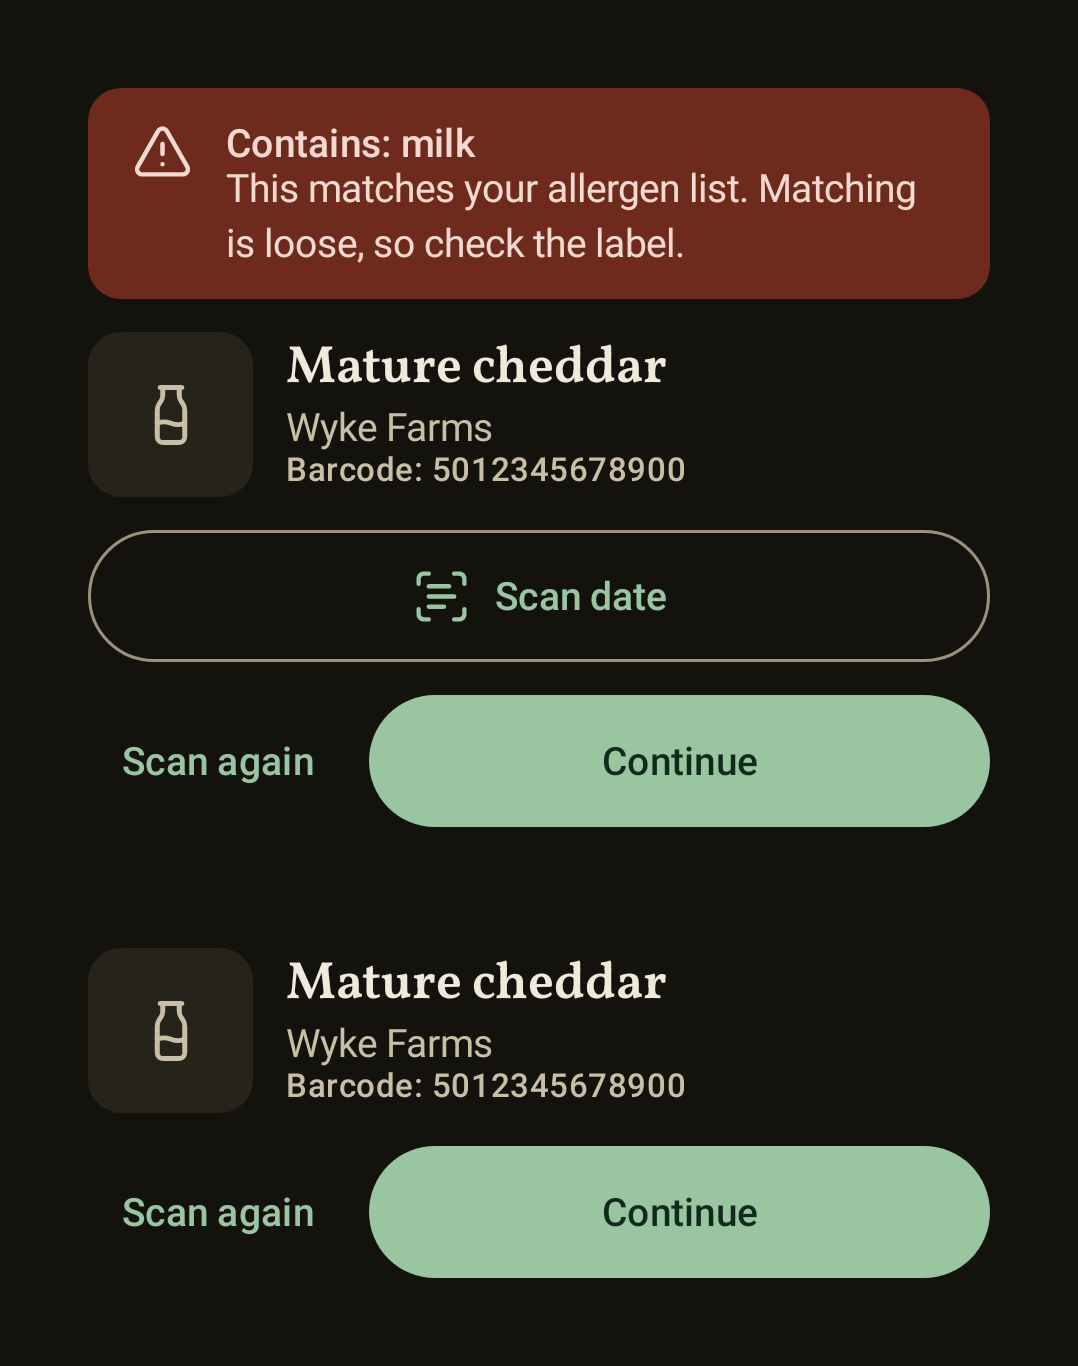 Contains: milk
This matches your allergen list. Matching
is loose, so check the label.
Mature cheddar
Wyke Farms
Barcode: 5012345678900
Scan date
Scan again
Continue
Mature cheddar
Wyke Farms
Barcode: 5012345678900
Scan again
Continue